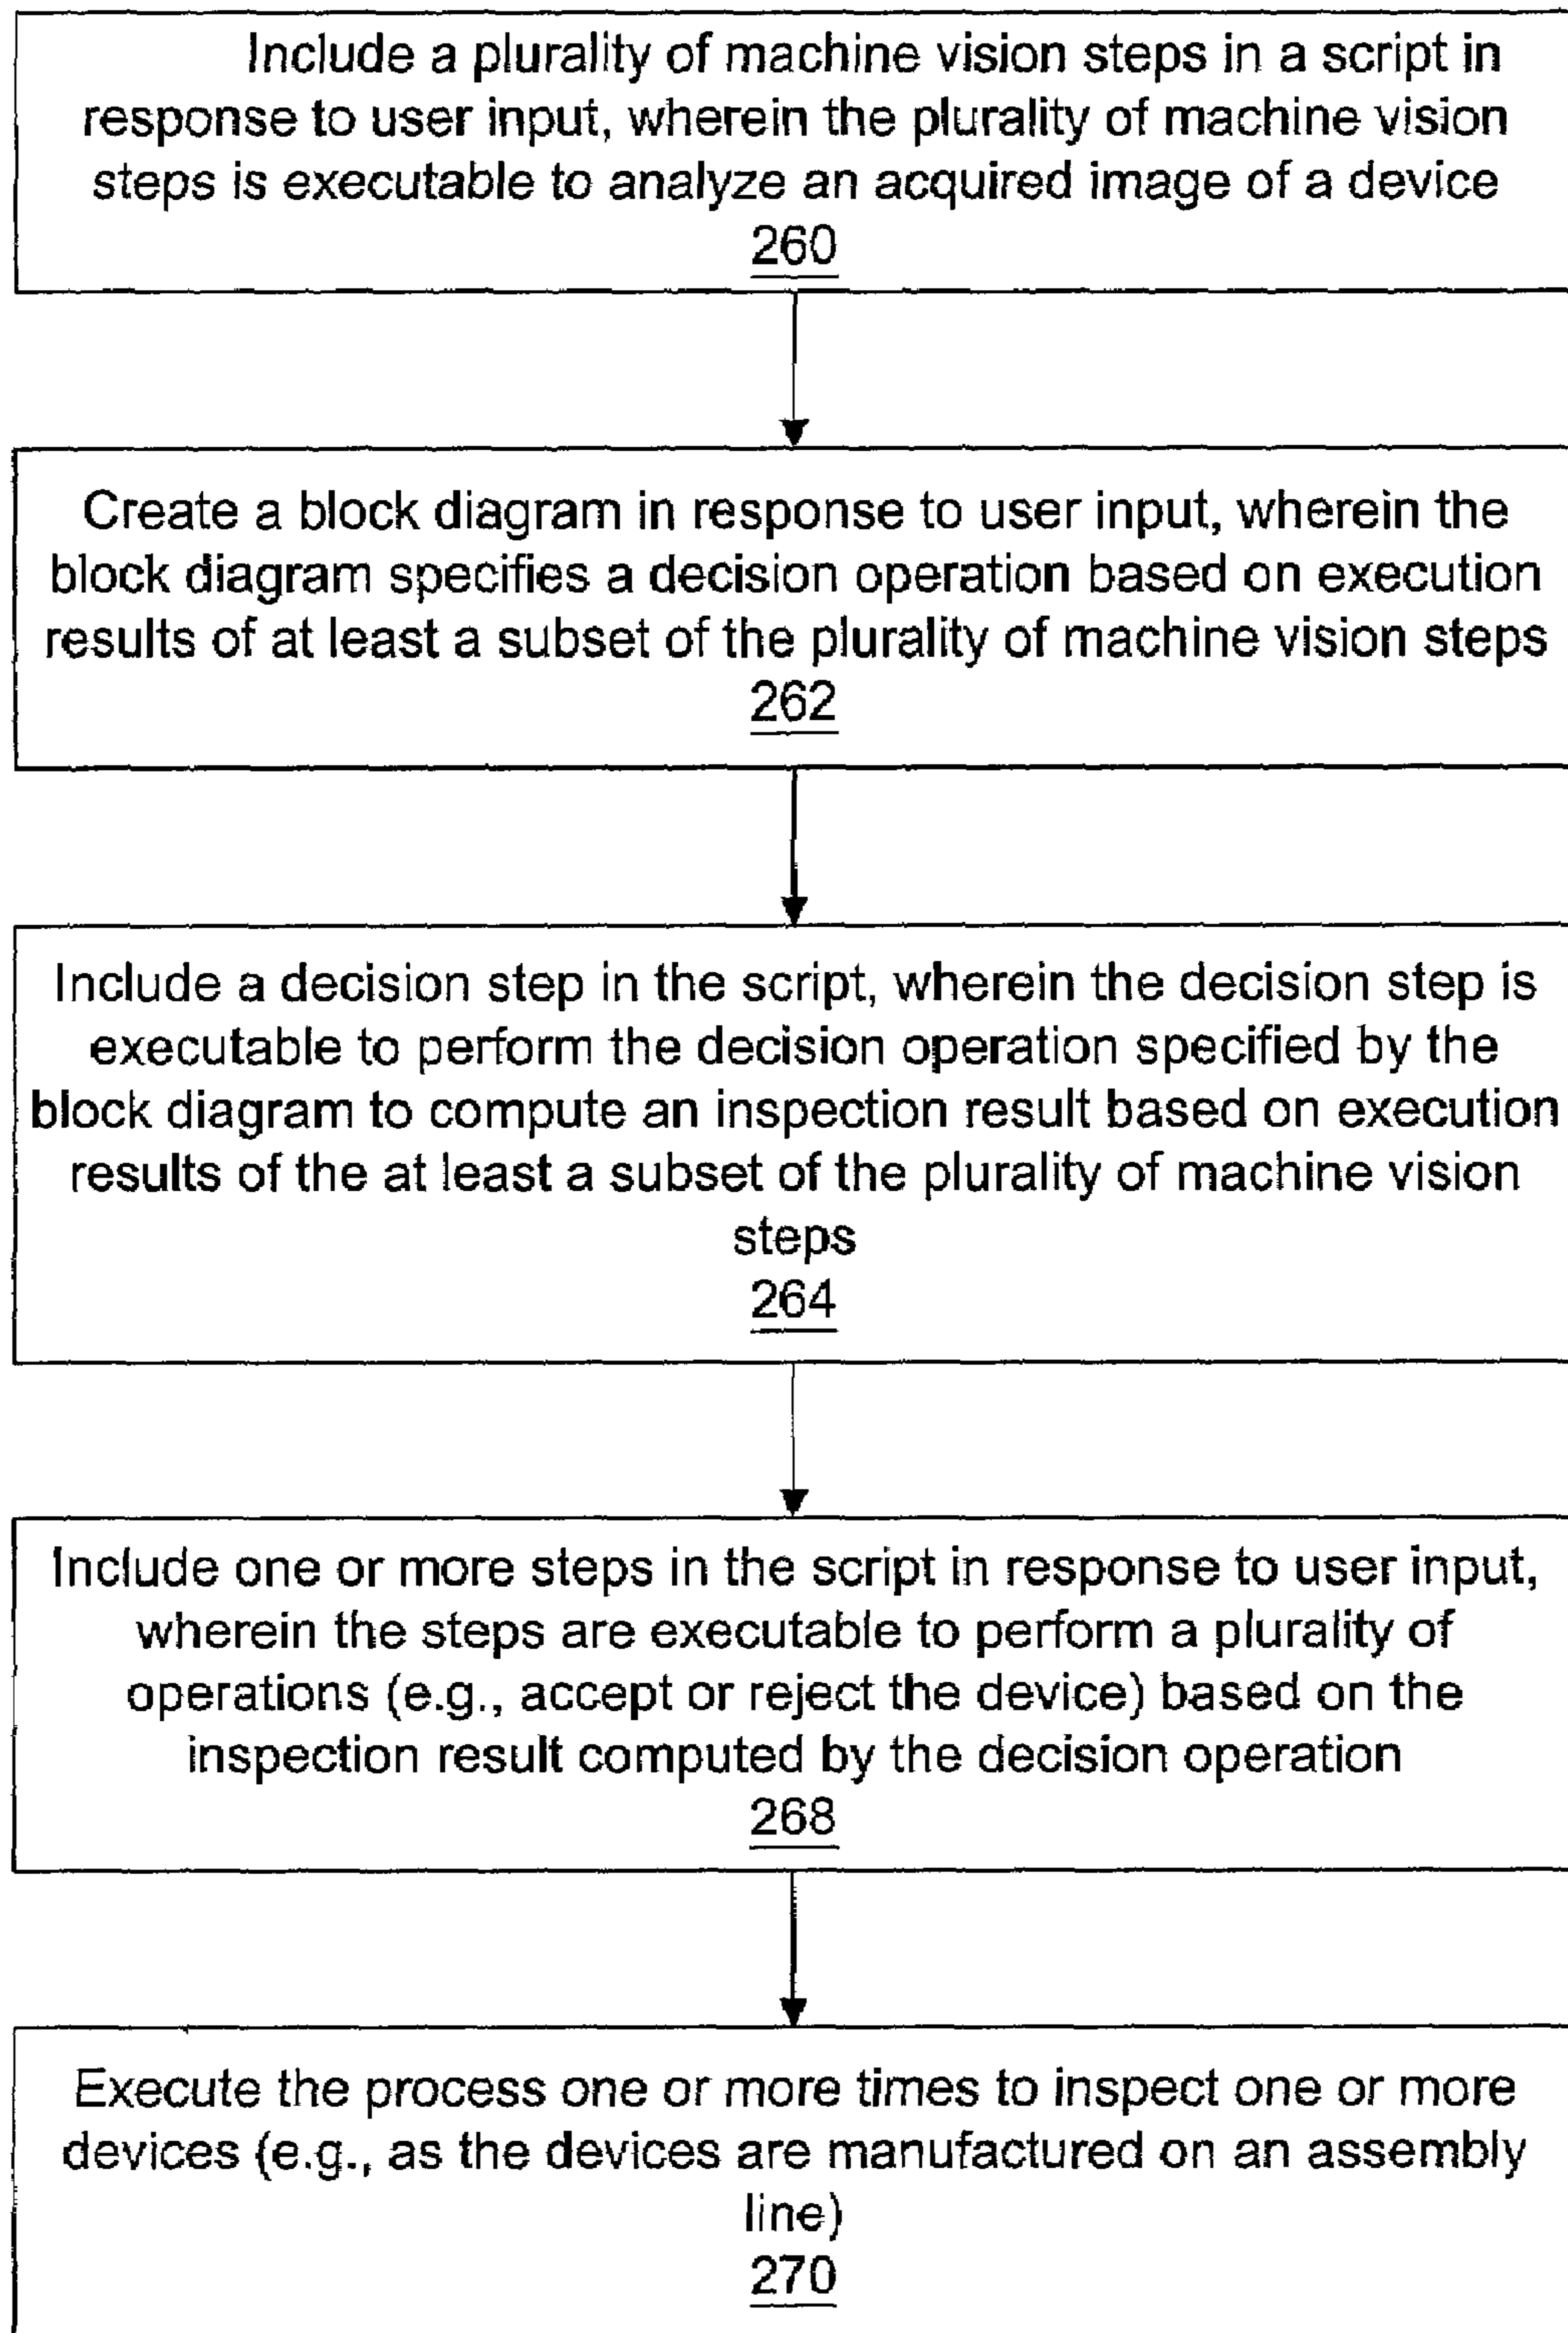 Include a plurality of machine vision steps in a script in
response to user input, wherein the plurality of machine vision
steps is executable to analyze an acquired image of a device
260
Create a block diagram in response to user input, wherein the
block diagram specifies a decision operation based on execution
results of at least a subset of the plurality of machine vision steps
262
Include a decision step in the script, wherein the decision step is
executable to perform the decision operation specified by the
block diagram to compute an inspection result based on execution
results of the at least a subset of the plurality of machine vision
steps
264
Include one or more steps in the script in response to user input,
wherein the steps are executable to perform a plurality of
operations (e.g., accept or reject the device) based on the
inspection result computed by the decision operation
268
Execute the process one or more times to inspect one or more
devices (e.g., as the devices are manufactured on an assembly
line)
270